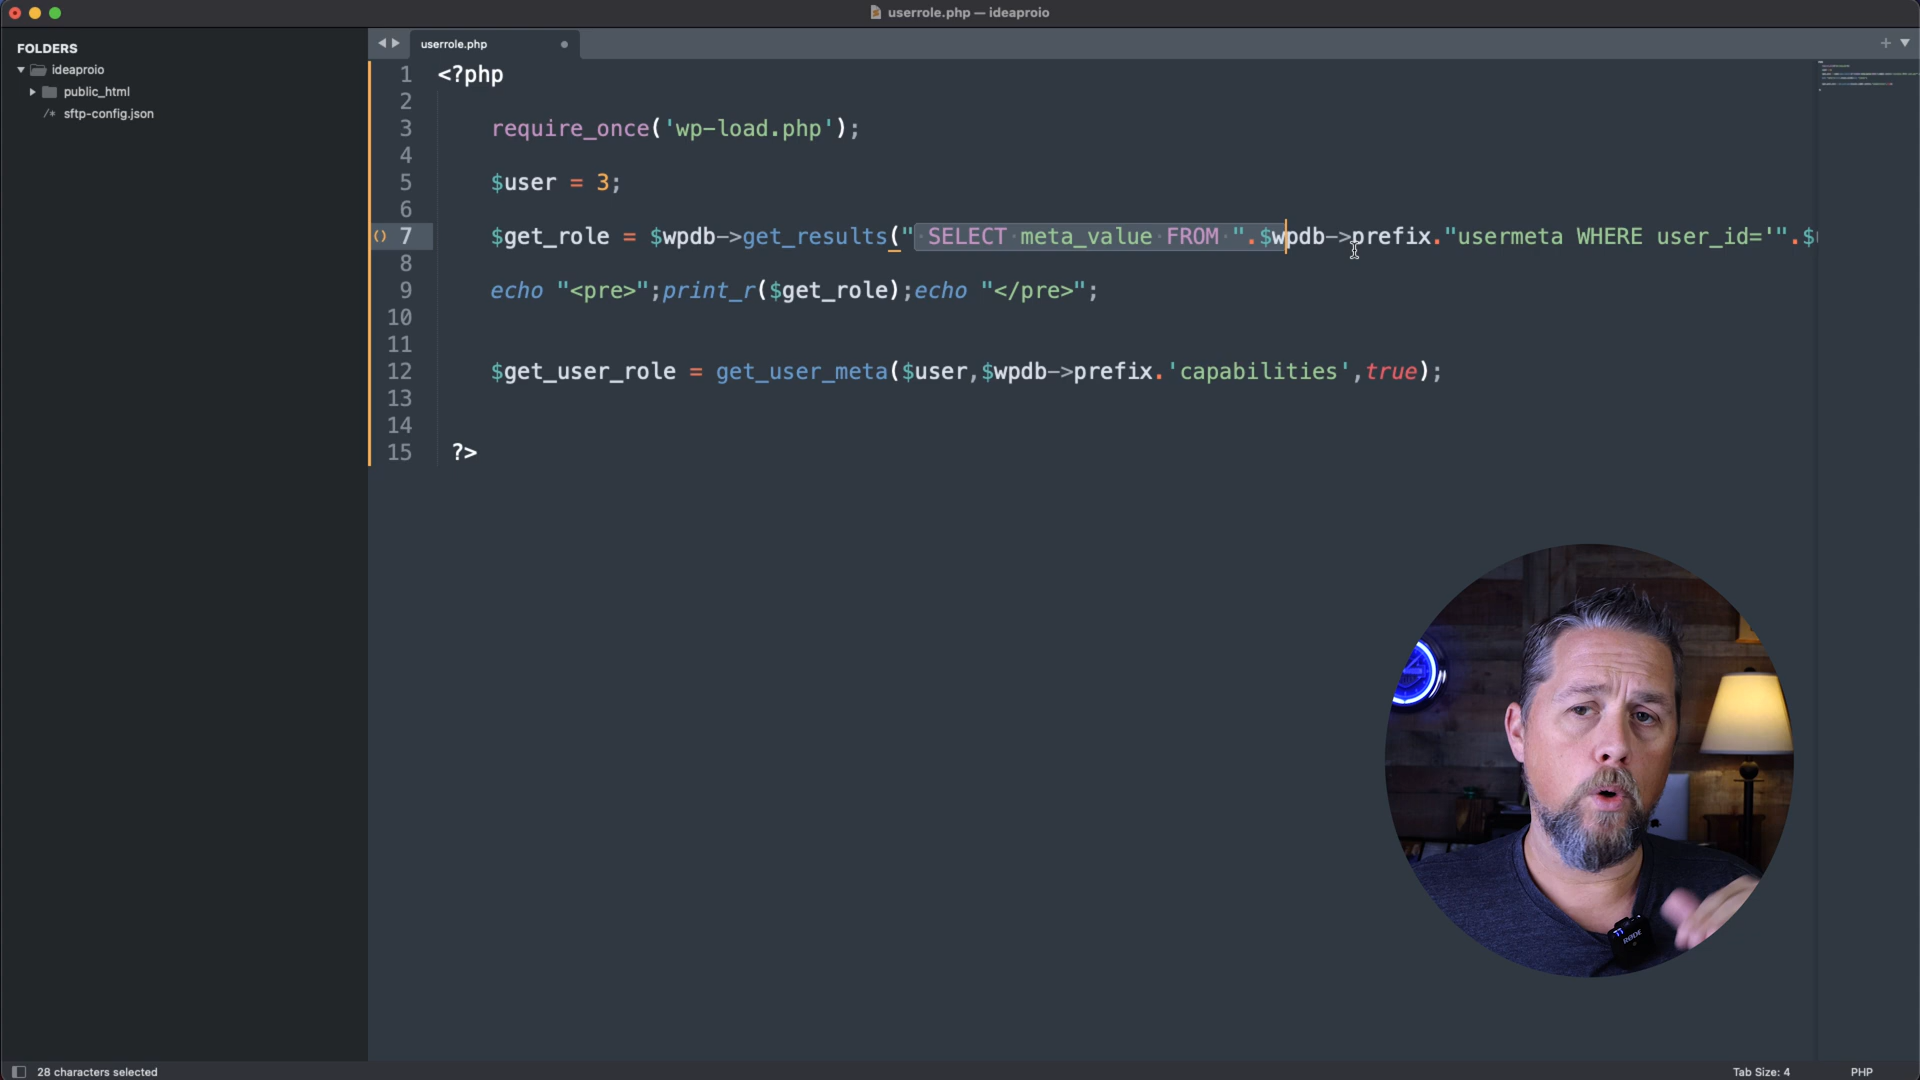 userrole.php — ideaproio
FOLDERS
ideaproio
public_html
/* sftp-config.json
userrole.php
1 <?php
2
3 require_once('wp-load.php');
4
5 $user = 3;
6
7 $get_role = $wpdb->get_results(" SELECT meta_value FROM ".$wpdb->prefix."usermeta WHERE user_id='".$
8
9 echo "<pre>";print_r($get_role);echo "</pre>";
10
11
12 $get_user_role = get_user_meta($user,$wpdb->prefix.'capabilities',true);
13
14
15 ?>
RODE
28 characters selected
Tab Size: 4
PHP